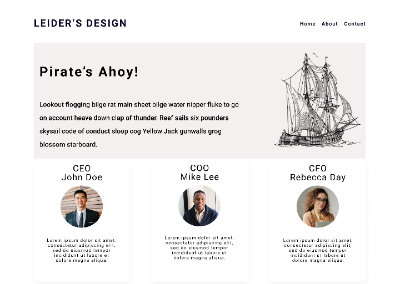 LEIDER'S DESIGN
Home About Contact
Pirate's Ahoy!
Lookout flogging bilge rat main sheet bilge water nipper fluke to go
on account heave down clap of thunder. Reef sails six pounders
skysail code of conduct sloop cog Yellow Jack gunwalls grog
blossom starboard.
CEO
John Doe
Lorem ipsum dolor sit amet,
consectetur adipiscing elit,
sed do eiusmod tempor
incididunt ut labore et
dolore magna aliqua.
COO
Mike Lee
Lorem ipsum dolor sit amet,
consectetur adipiscing elit,
sed do eiusmod tempor
incididunt ut labore et
dolore magna aliqua.
CFO
Rebecca Day
Lorem ipsum dolor sit amet,
consectetur adipiscing elit,
sed do eiusmod tempor
incididunt ut labore et
dolore magna aliqua.